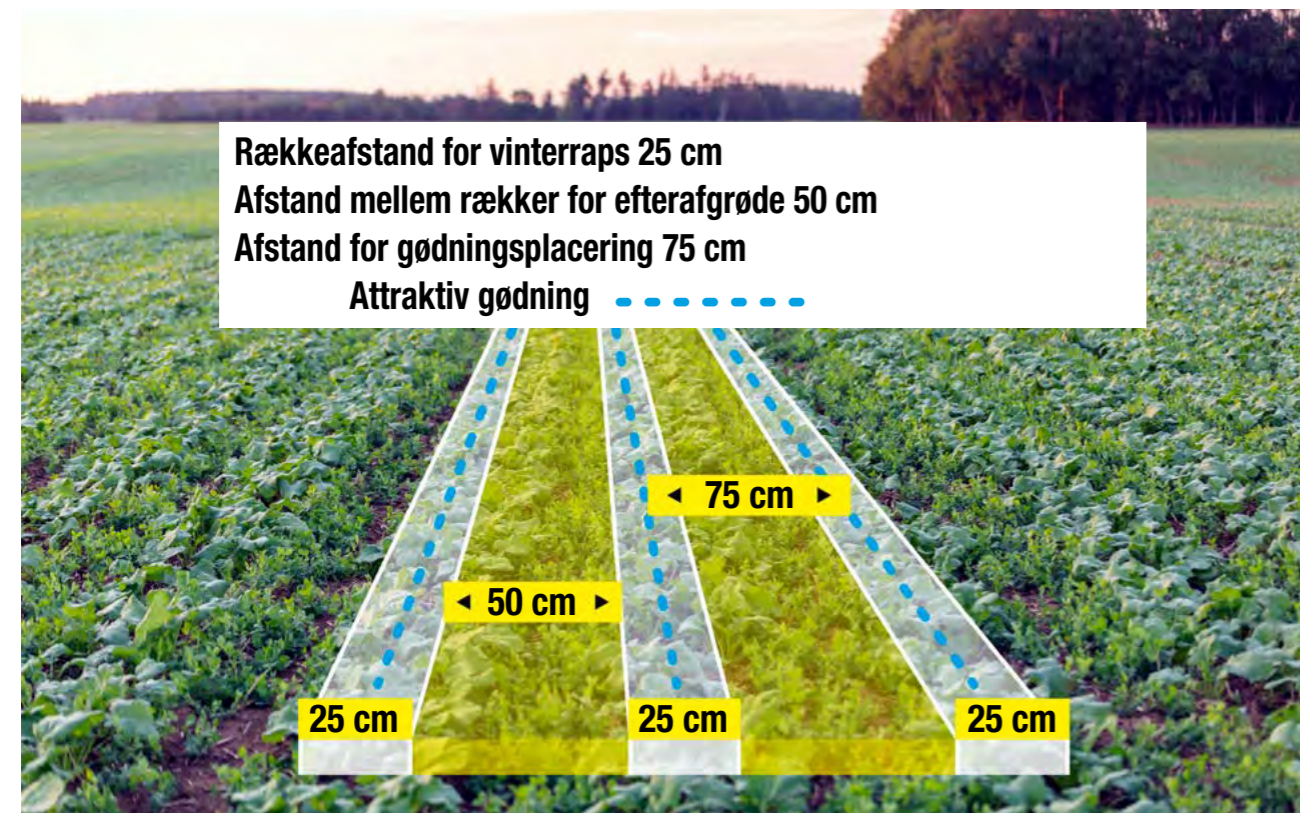 Rækkeafstand for vinterraps 25 cm
Afstand mellem rækker for efterafgrøde 50 cm
Afstand for gødningsplacering 75 cm
Attraktiv gødning
75 cm
50 cm
25 cm 25 cm 25 cm